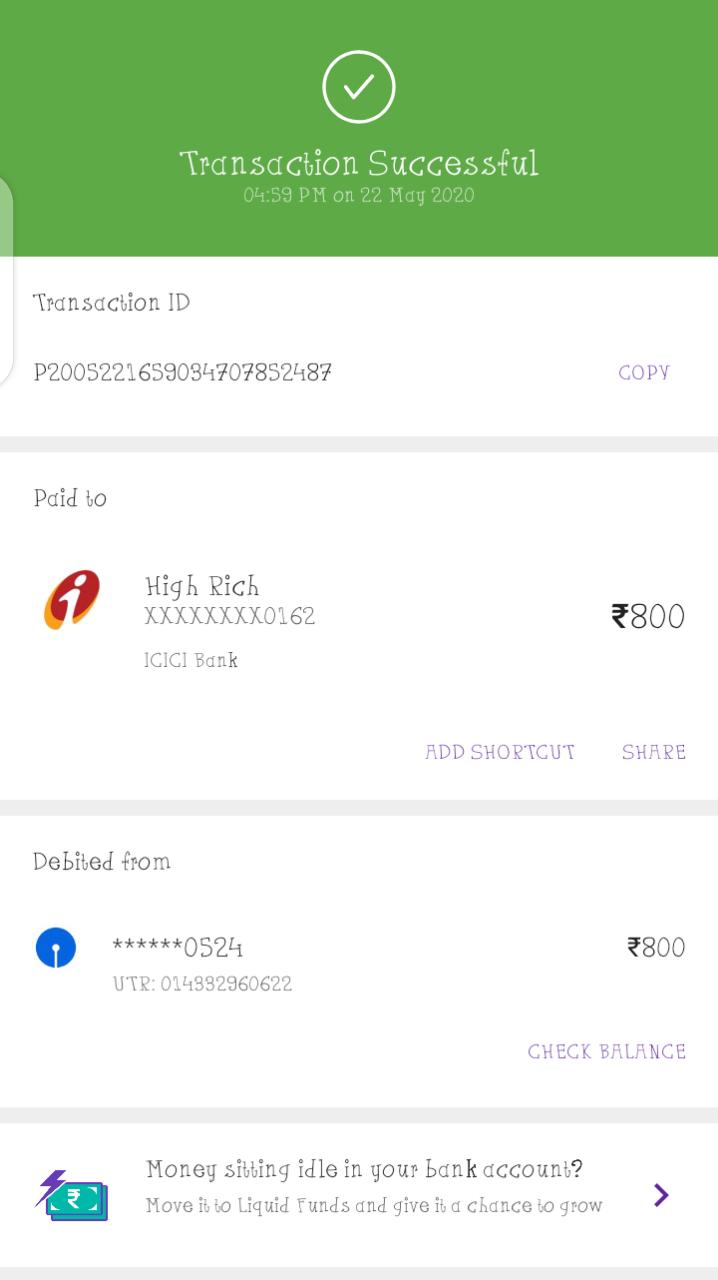 Transaction Successful
04:59 PM on 22 May 2020
Transaction ID
P2005221659034707852487
COPY
Paid to
High Rich
XXXXXXXX0162
₹800
ICICI Bank
ADD SHORTCUT
SHARE
Debited from
******0524
₹800
UTR: 014332960622
CHECK BALANCE
Money sitting idle in your bank account?
Move it to Liquid Funds and give it a chance to grow